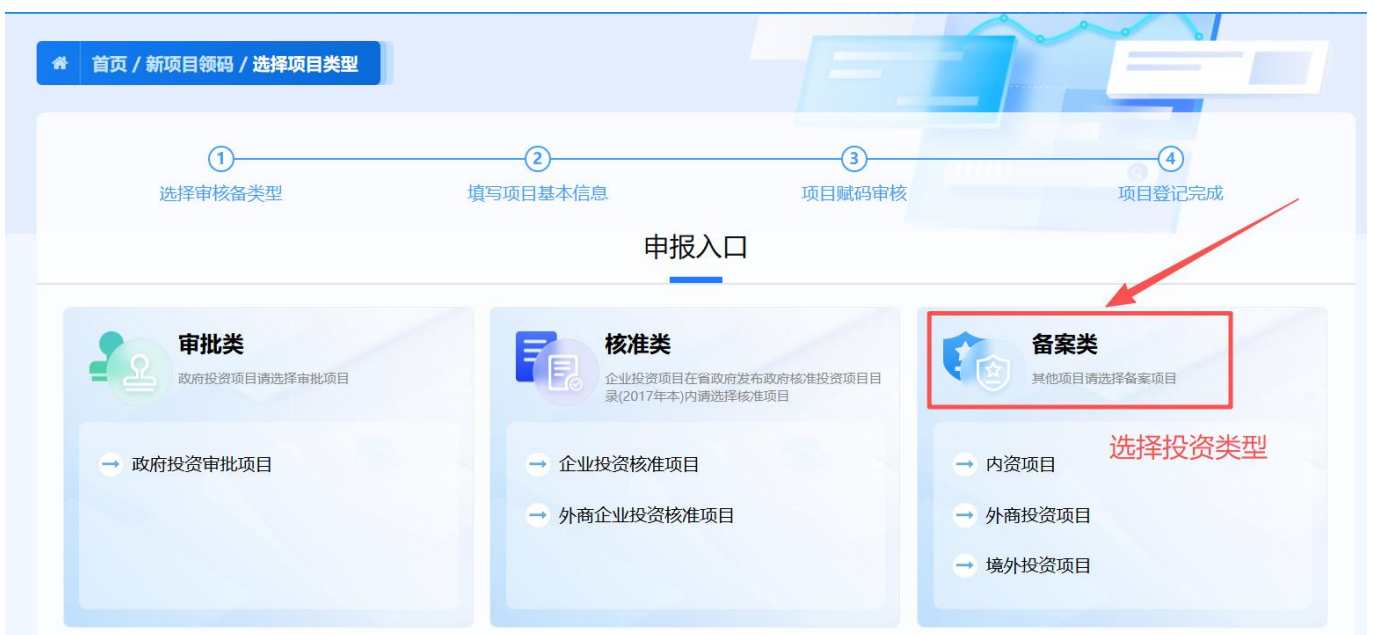 首页 / 新项目领码 / 选择项目类型
1
2
3
4
选择审核备类型
填写项目基本信息
项目赋码审核
项目登记完成
申报入口
审批类
政府投资项目请选择审批项目
政府投资审批项目
核准类
企业投资项目在省政府发布政府核准投资项目目
录(2017年本)内请选择核准项目
企业投资核准项目
外商企业投资核准项目
备案类
其他项目请选择备案项目
选择投资类型
内资项目
外商投资项目
境外投资项目